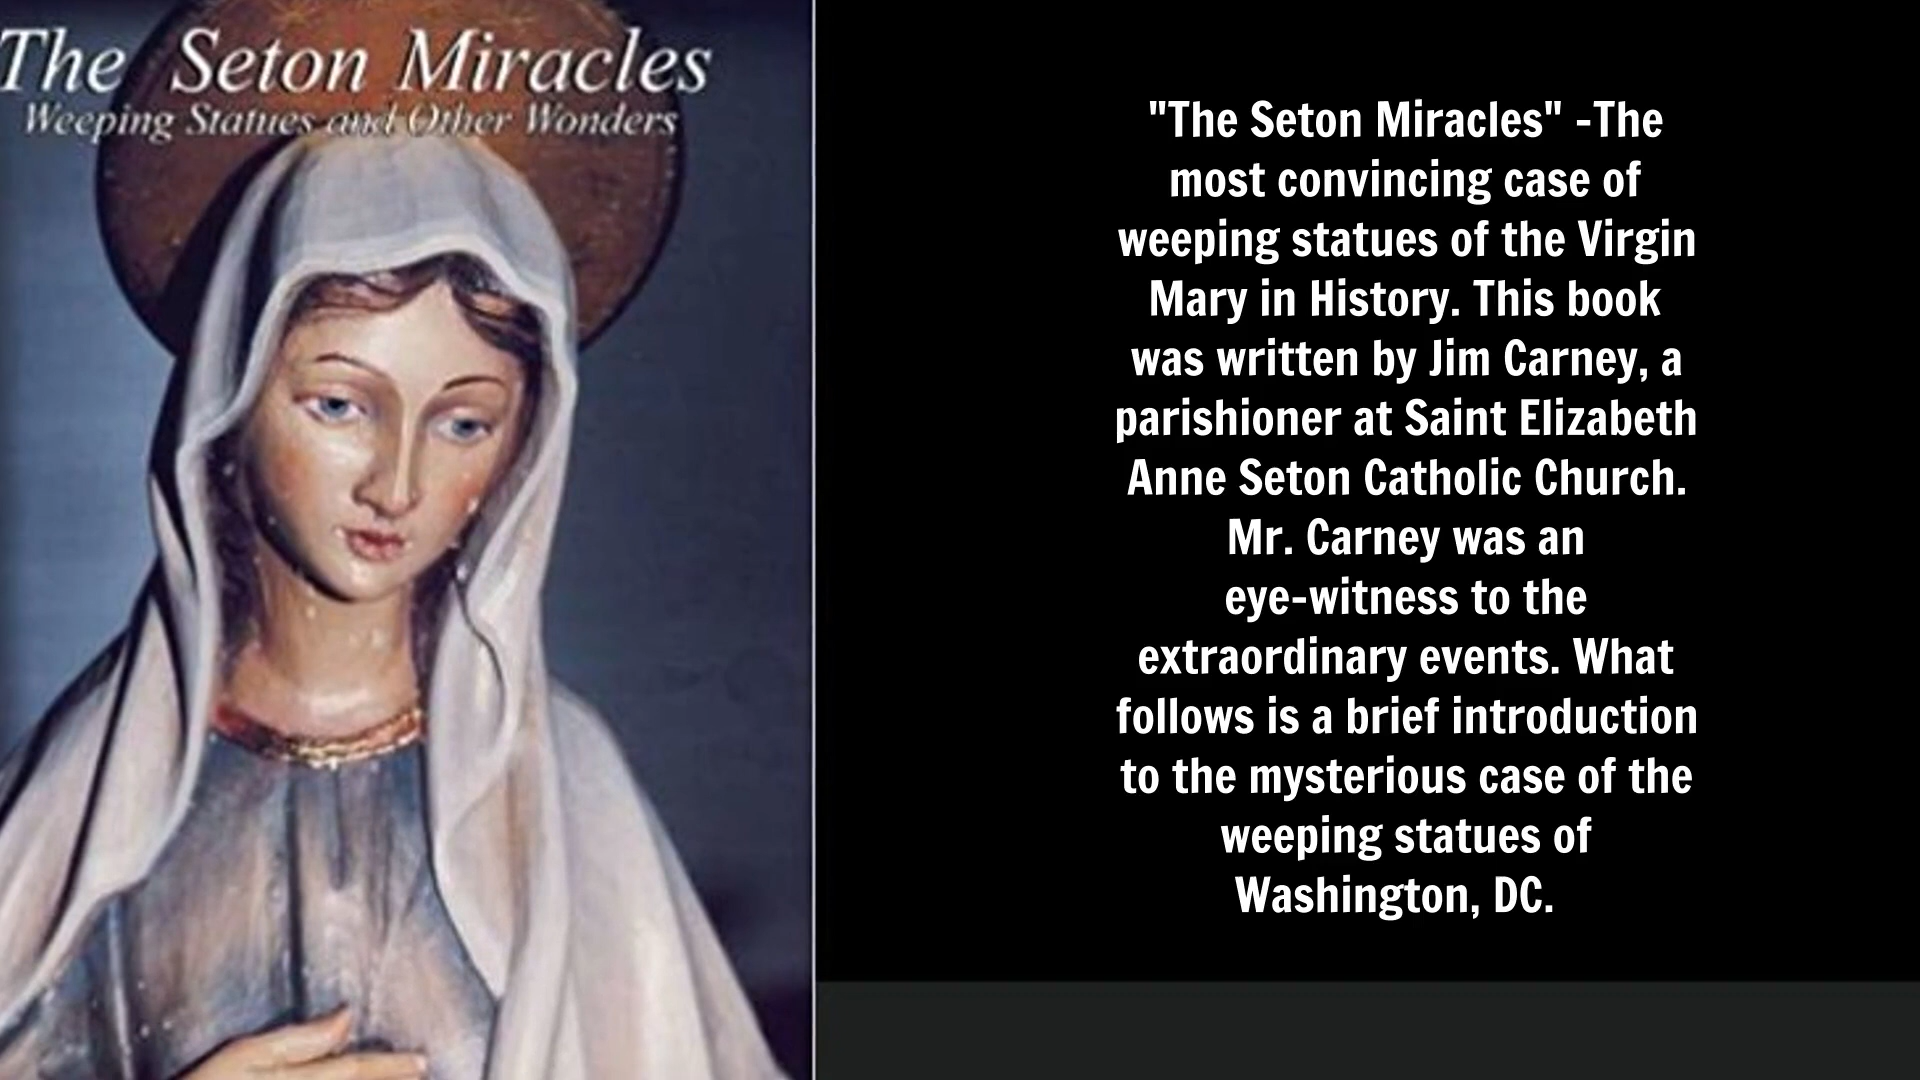 The Seton Miracles
Weeping Statues and Other Wonders
"The Seton Miracles" -The
most convincing case of
weeping statues of the Virgin
Mary in History. This book
was written by Jim Carney, a
parishioner at Saint Elizabeth
Anne Seton Catholic Church.
Mr. Carney was an
eye-witness to the
extraordinary events. What
follows is a brief introduction
to the mysterious case of the
weeping statues of
Washington, DC.